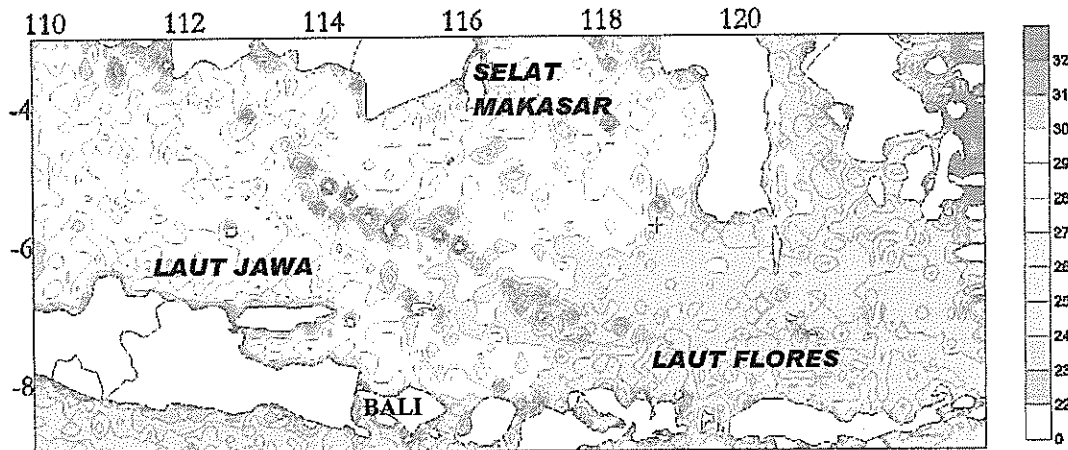 110 112 114 116 118 120
SELAT
MAKASAR
-4
-6
LAUT JAWA
LAUT FLORES
-8
BALI
32
31
30
29
28
27
26
25
24
23
22
0